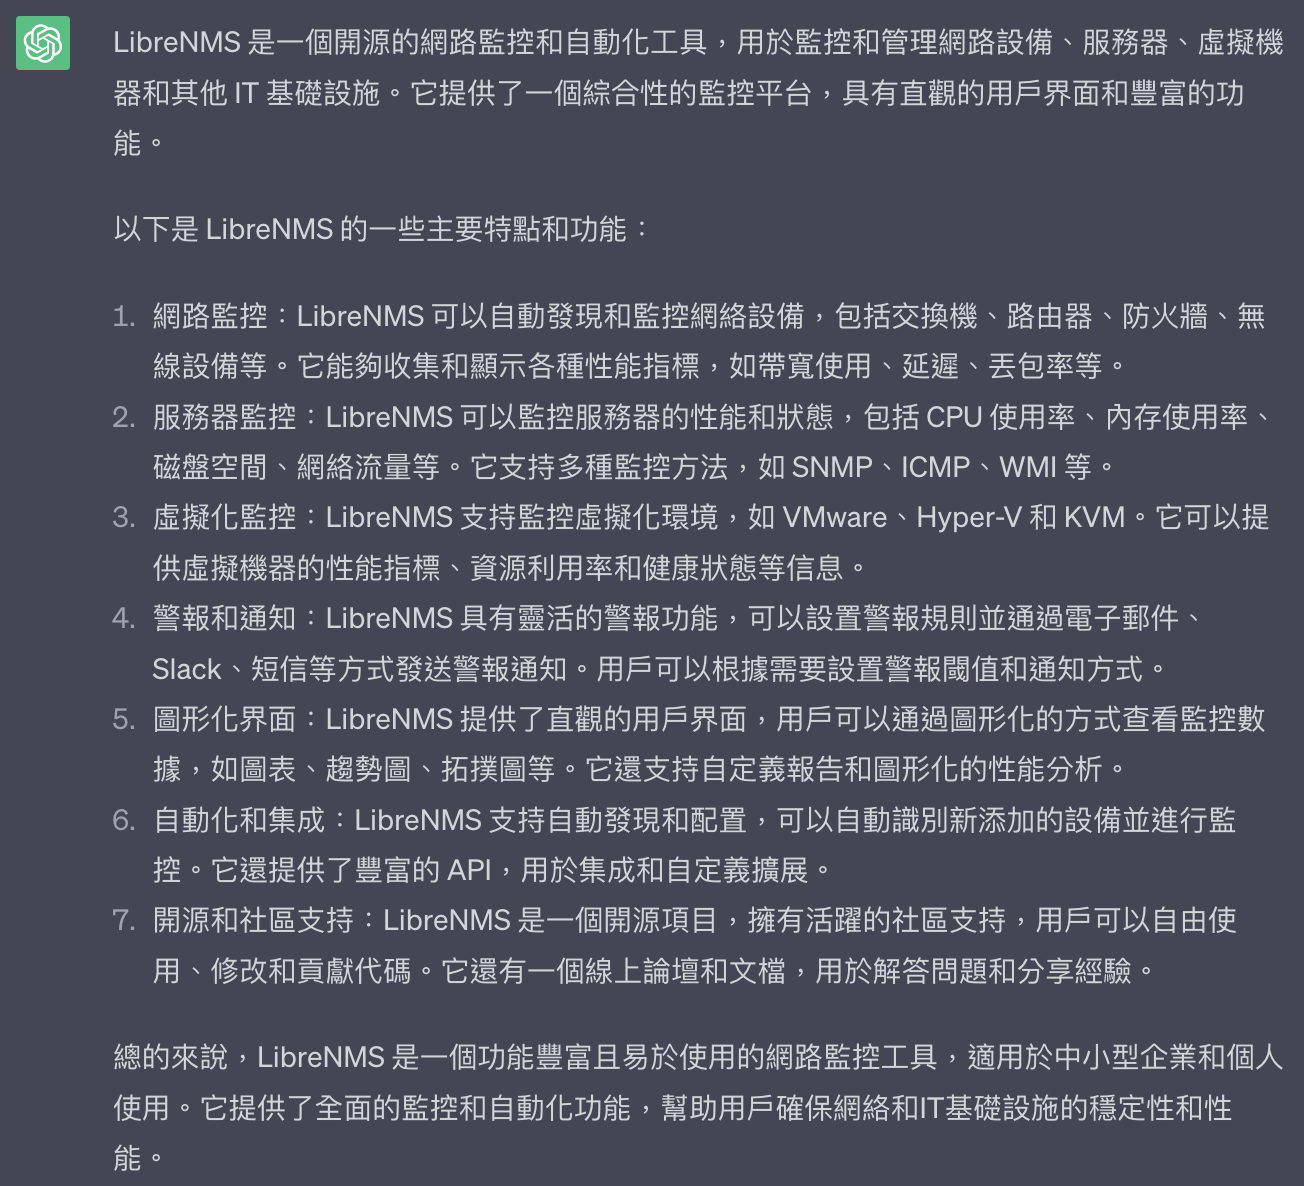 LibreNMS 是一個開源的網路監控和自動化工具，用於監控和管理網路設備、服務器、虛擬機
器和其他 IT 基礎設施。它提供了一個綜合性的監控平台，具有直觀的用戶界面和豐富的功
能。
以下是 LibreNMS 的一些主要特點和功能：
1. 網路監控：LibreNMS 可以自動發現和監控網絡設備，包括交換機、路由器、防火牆、無
線設備等。它能夠收集和顯示各種性能指標，如帶寬使用、延遲、丟包率等。
2. 服務器監控：LibreNMS 可以監控服務器的性能和狀態，包括 CPU 使用率、內存使用率、
磁盤空間、網絡流量等。它支持多種監控方法，如 SNMP、ICMP、WMI 等。
3. 虛擬化監控：LibreNMS 支持監控虛擬化環境，如 VMware、Hyper-V 和 KVM。它可以提
供虛擬機器的性能指標、資源利用率和健康狀態等信息。
4. 警報和通知：LibreNMS 具有靈活的警報功能，可以設置警報規則並通過電子郵件、
Slack、短信等方式發送警報通知。用戶可以根據需要設置警報閾值和通知方式。
5. 圖形化界面：LibreNMS 提供了直觀的用戶界面，用戶可以通過圖形化的方式查看監控數
據，如圖表、趨勢圖、拓撲圖等。它還支持自定義報告和圖形化的性能分析。
6. 自動化和集成：LibreNMS 支持自動發現和配置，可以自動識別新添加的設備並進行監
控。它還提供了豐富的 API，用於集成和自定義擴展。
7. 開源和社區支持：LibreNMS 是一個開源項目，擁有活躍的社區支持，用戶可以自由使
用、修改和貢獻代碼。它還有一個線上論壇和文檔，用於解答問題和分享經驗。
總的來說，LibreNMS 是一個功能豐富且易於使用的網路監控工具，適用於中小型企業和個人
使用。它提供了全面的監控和自動化功能，幫助用戶確保網絡和IT基礎設施的穩定性和性
能。